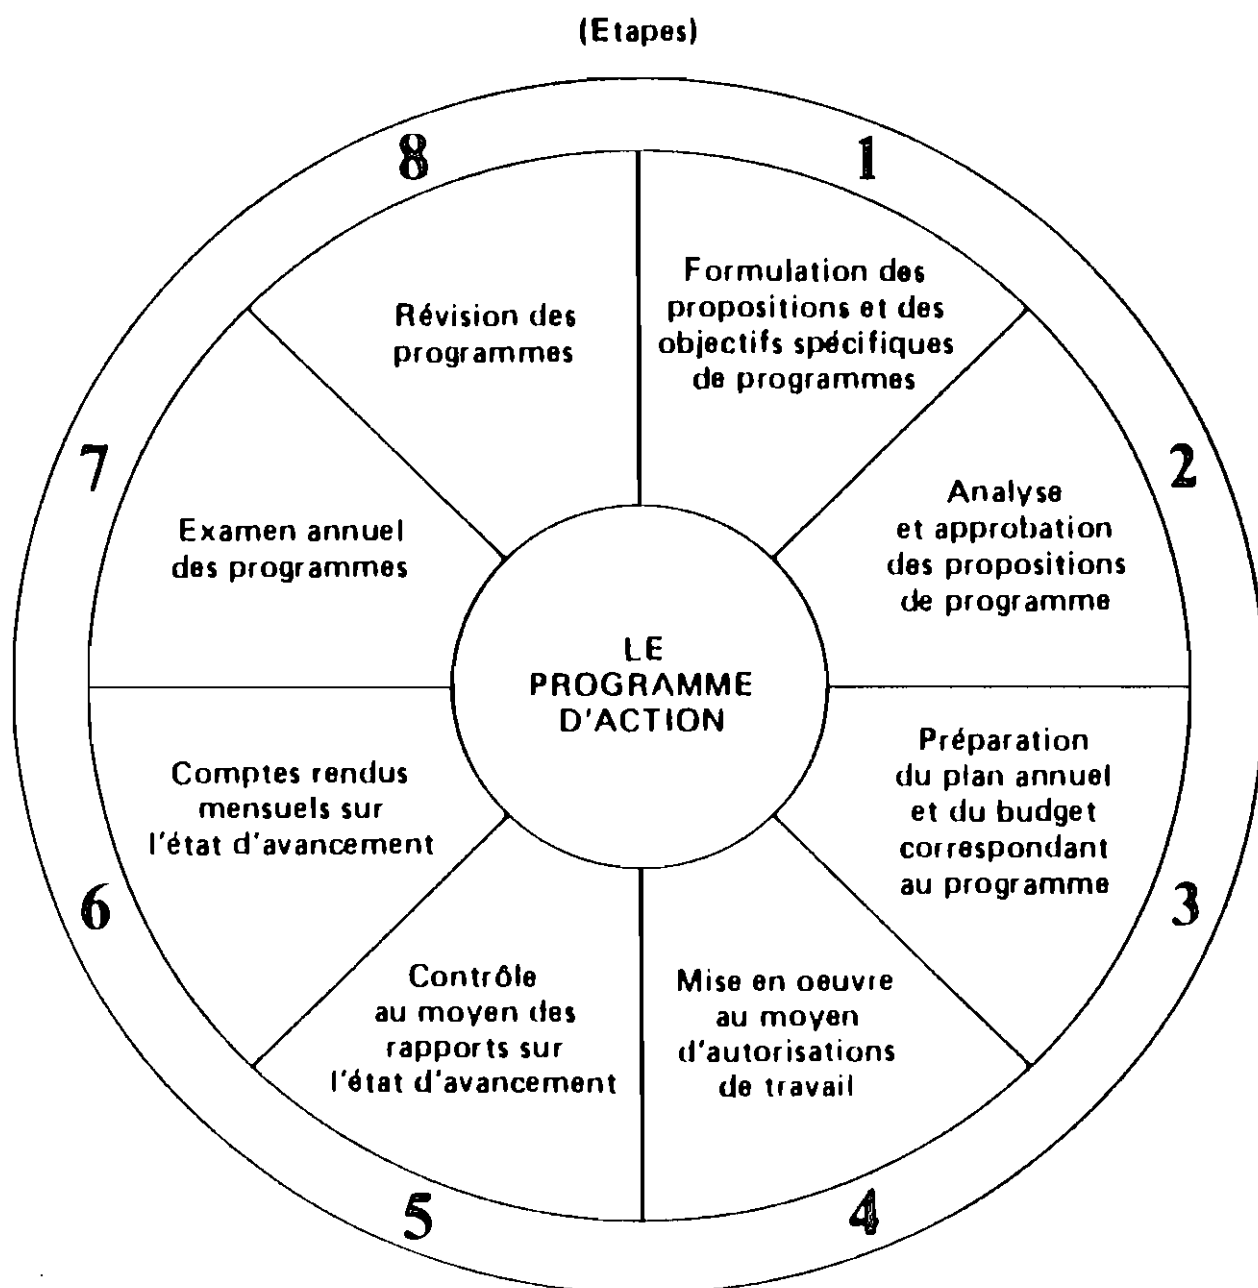 (Etapes)
1
Formulation des
propositions et des
objectifs spécifiques
de programmes
2
Analyse
et approbation
des propositions
de programme
3
Préparation
du plan annuel
et du budget
correspondant
au programme
4
Mise en oeuvre
au moyen
d'autorisations
de travail
5
Contrôle
au moyen des
rapports sur
l'état d'avancement
6
Comptes rendus
mensuels sur
l'état d'avancement
7
Examen annuel
des programmes
8
Révision des
programmes
LE
PROGRAMME
D'ACTION